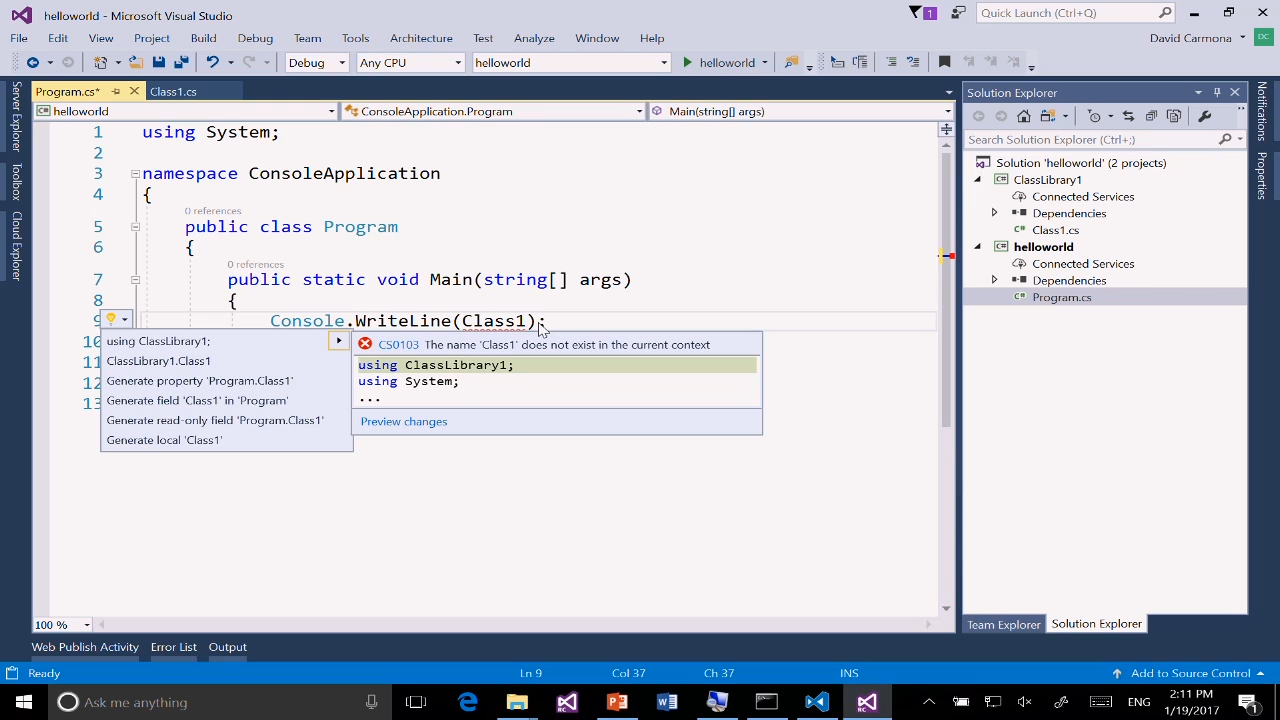 helloworld - Microsoft Visual Studio
1
Quick Launch (Ctrl+Q)
File Edit View Project Build Debug Team Tools Architecture Test Analyze Window Help
David Carmona
DC
Debug Any CPU helloworld helloworld
Server Explorer
Toolbox
Cloud Explorer
Program.cs* Class1.cs
helloworld ConsoleApplication.Program Main(string[] args)
1 using System;
2
3 namespace ConsoleApplication
4 {
0 references
5 public class Program
6 {
0 references
7 public static void Main(string[] args)
8 {
9 Console.WriteLine(Class1);
10
11
12
13
using ClassLibrary1;
ClassLibrary1.Class1
Generate property 'Program.Class1'
Generate field 'Class1' in 'Program'
Generate read-only field 'Program.Class1'
Generate local 'Class1'
CS0103 The name 'Class1' does not exist in the current context
using ClassLibrary1;
using System;
...
Preview changes
100 %
Solution Explorer
Search Solution Explorer (Ctrl+;)
Solution 'helloworld' (2 projects)
C# ClassLibrary1
Connected Services
Dependencies
C# Class1.cs
C# helloworld
Connected Services
Dependencies
C# Program.cs
Team Explorer Solution Explorer
Notifications
Properties
Web Publish Activity Error List Output
Ready Ln 9 Col 37 Ch 37 INS Add to Source Control
Ask me anything
ENG
2:11 PM
1/19/2017
1